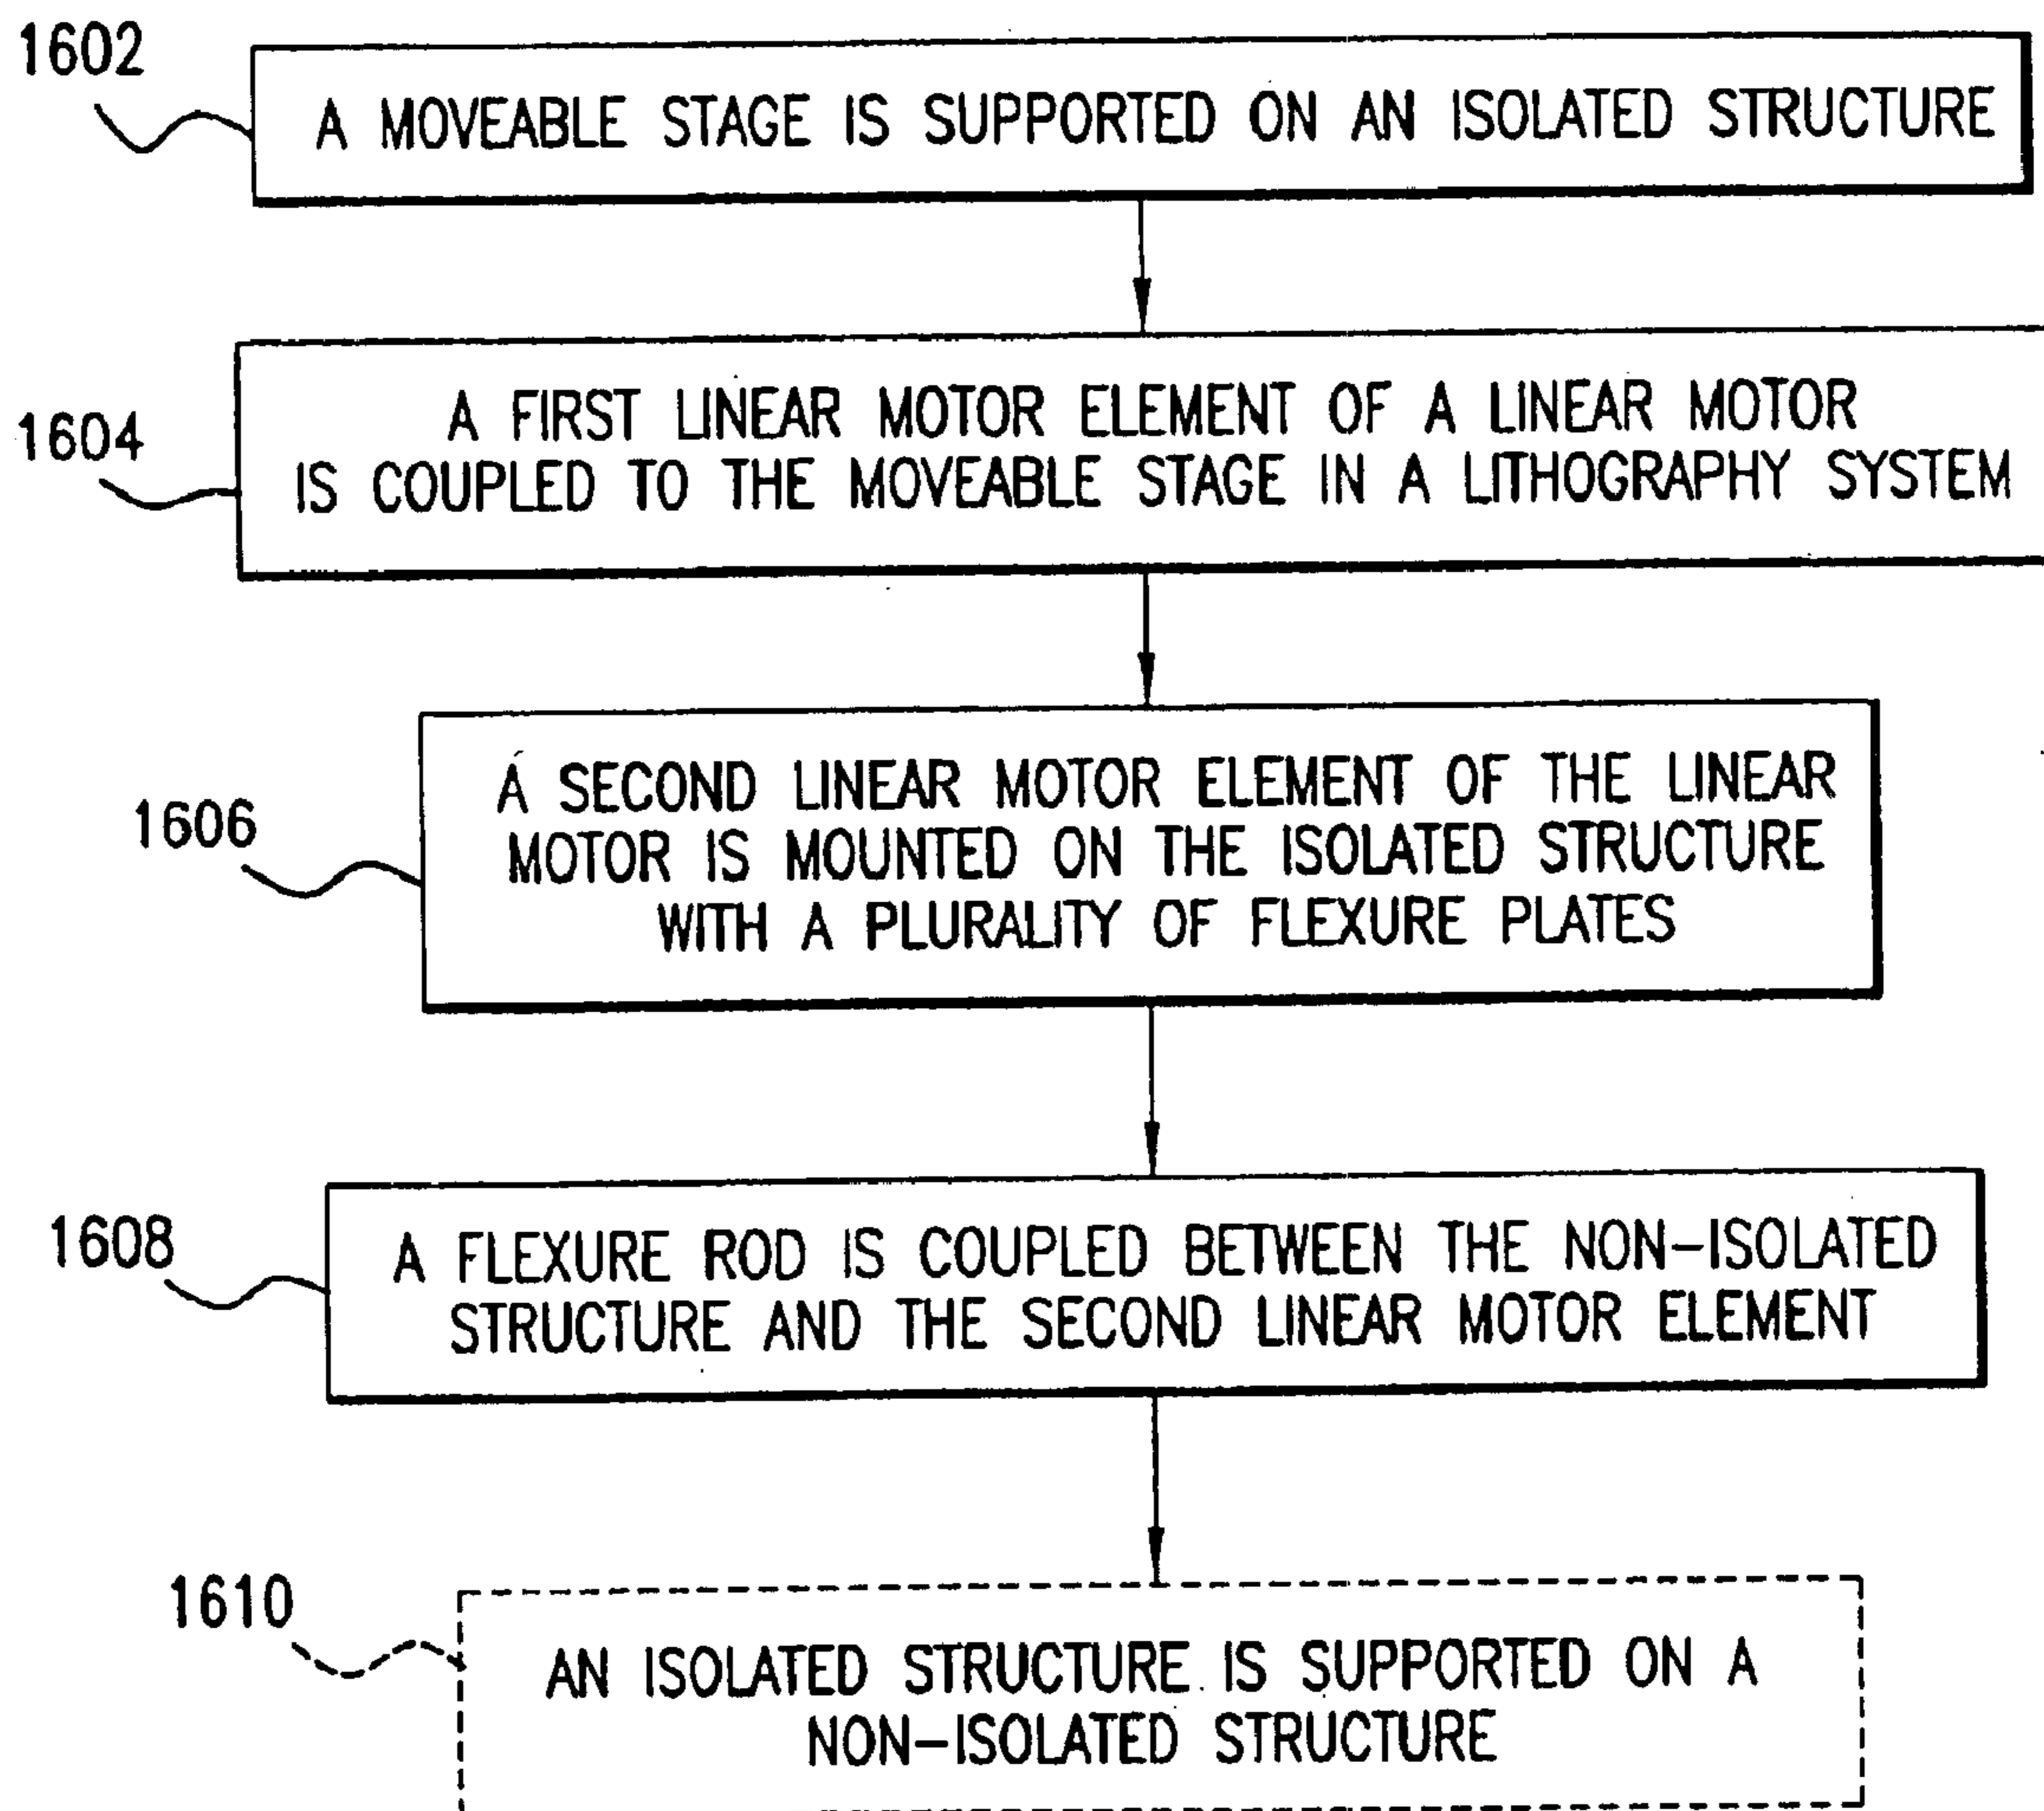 1602
A MOVEABLE STAGE IS SUPPORTED ON AN ISOLATED STRUCTURE
1604
A FIRST LINEAR MOTOR ELEMENT OF A LINEAR MOTOR
IS COUPLED TO THE MOVEABLE STAGE IN A LITHOGRAPHY SYSTEM
1606
A SECOND LINEAR MOTOR ELEMENT OF THE LINEAR
MOTOR IS MOUNTED ON THE ISOLATED STRUCTURE
WITH A PLURALITY OF FLEXURE PLATES
1608
A FLEXURE ROD IS COUPLED BETWEEN THE NON-ISOLATED
STRUCTURE AND THE SECOND LINEAR MOTOR ELEMENT
1610
AN ISOLATED STRUCTURE IS SUPPORTED ON A
NON-ISOLATED STRUCTURE